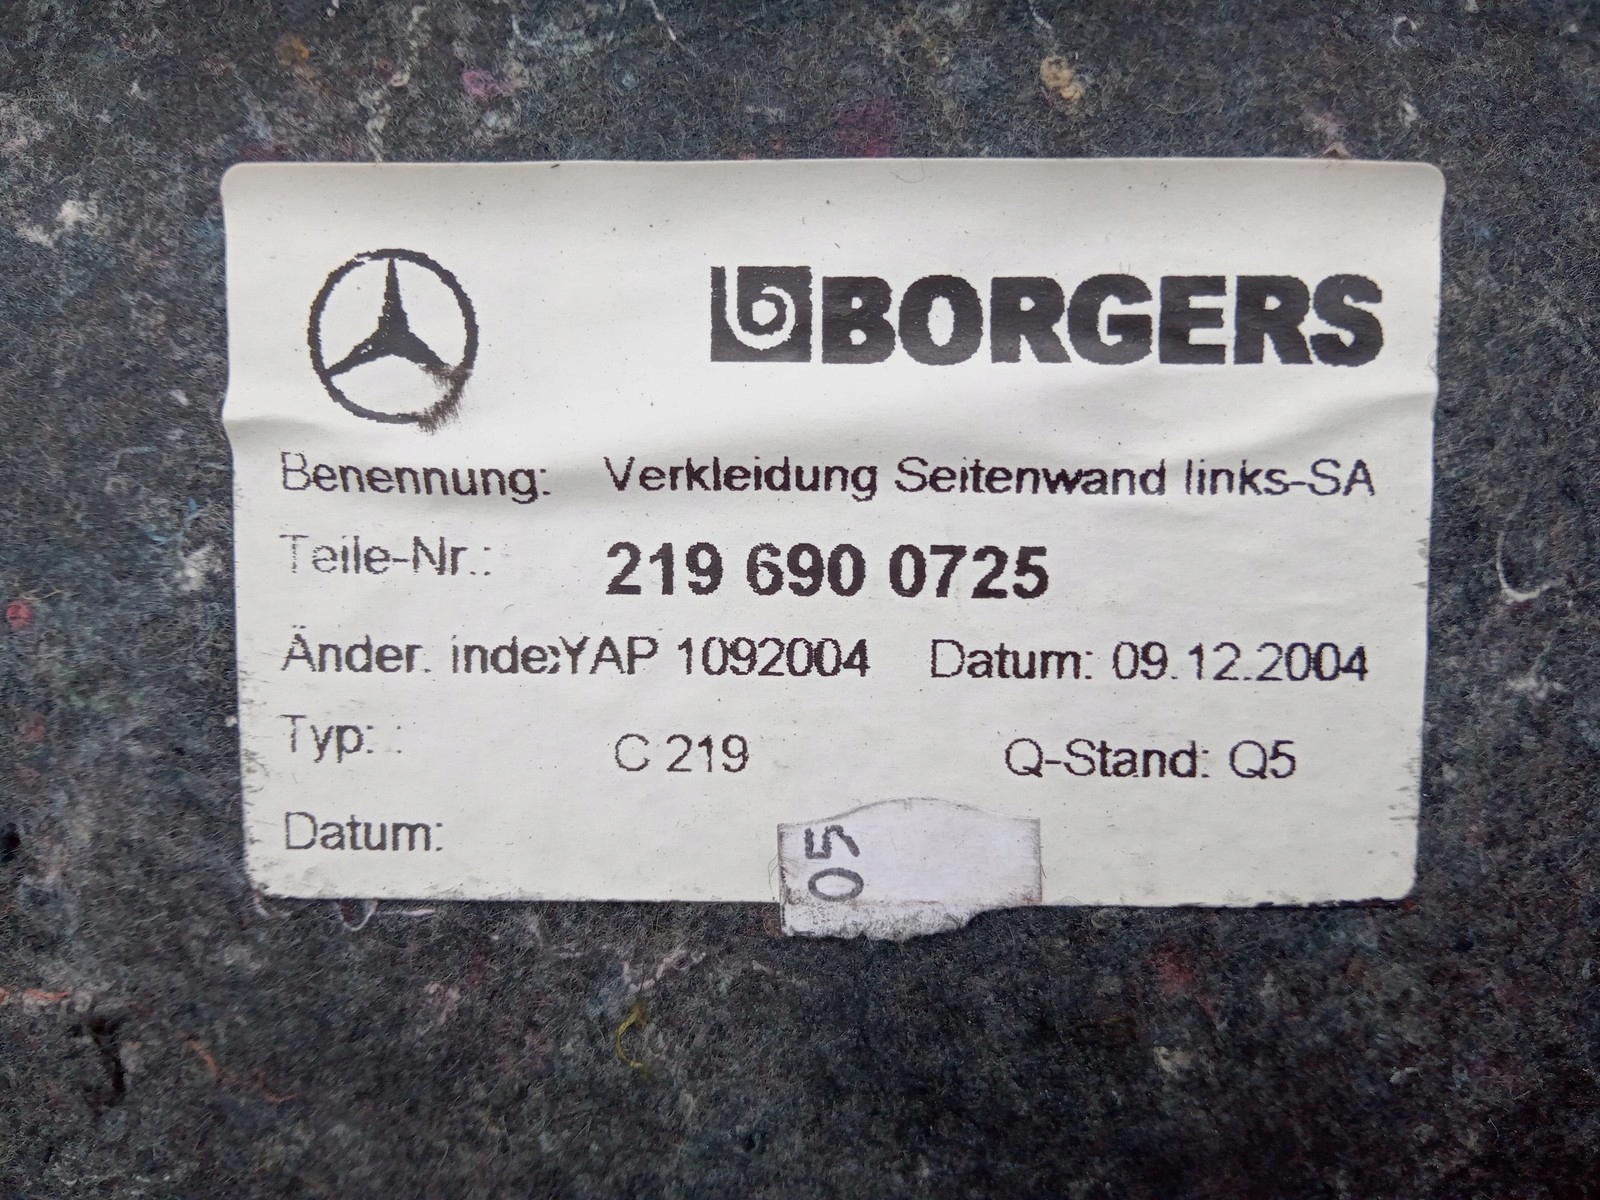 BORGERS
Benennung: Verkleidung Seitenwand links-SA
Teile-Nr.: 219 690 0725
Änder. index YAP 1092004 Datum: 09.12.2004
Typ: : C 219 Q-Stand: Q5
Datum:
05